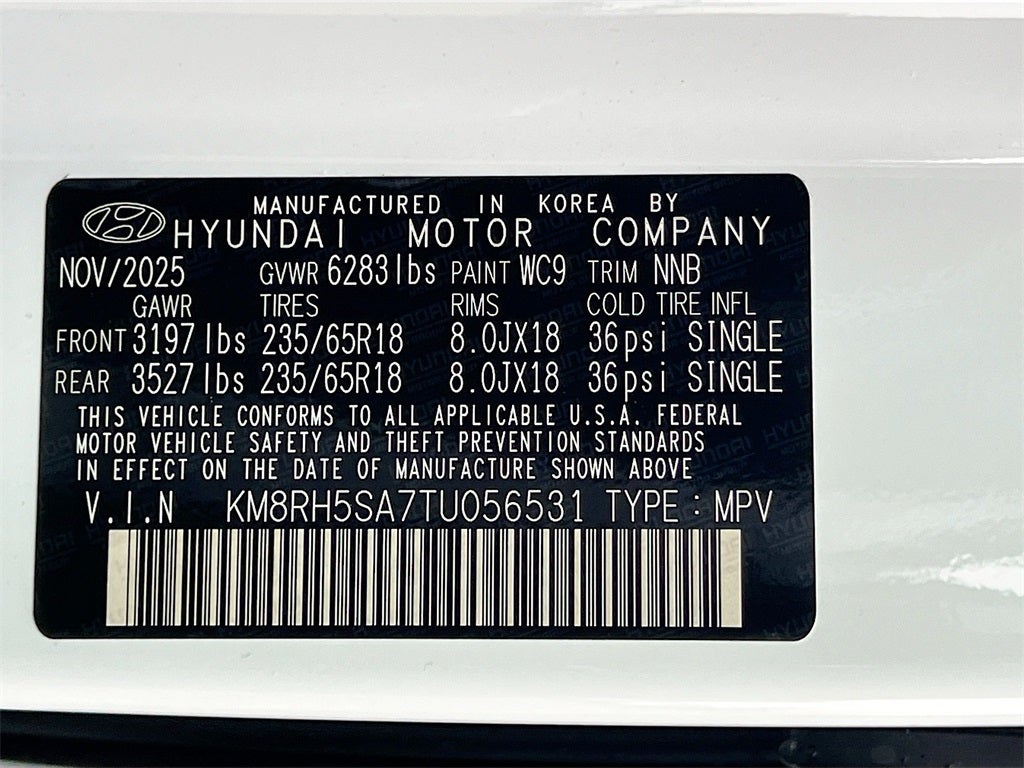 MANUFACTURED IN KOREA BY
HYUNDAI MOTOR COMPANY
NOV/2025 GVWR 6283lbs PAINT WC9 TRIM NNB
GAWR TIRES RIMS COLD TIRE INFL
FRONT 3197lbs 235/65R18 8.0JX18 36psi SINGLE
REAR 3527lbs 235/65R18 8.0JX18 36psi SINGLE
THIS VEHICLE CONFORMS TO ALL APPLICABLE U.S.A. FEDERAL
MOTOR VEHICLE SAFETY AND THEFT PREVENTION STANDARDS
IN EFFECT ON THE DATE OF MANUFACTURE SHOWN ABOVE
V.I.N KM8RH5SA7TU056531 TYPE : MPV